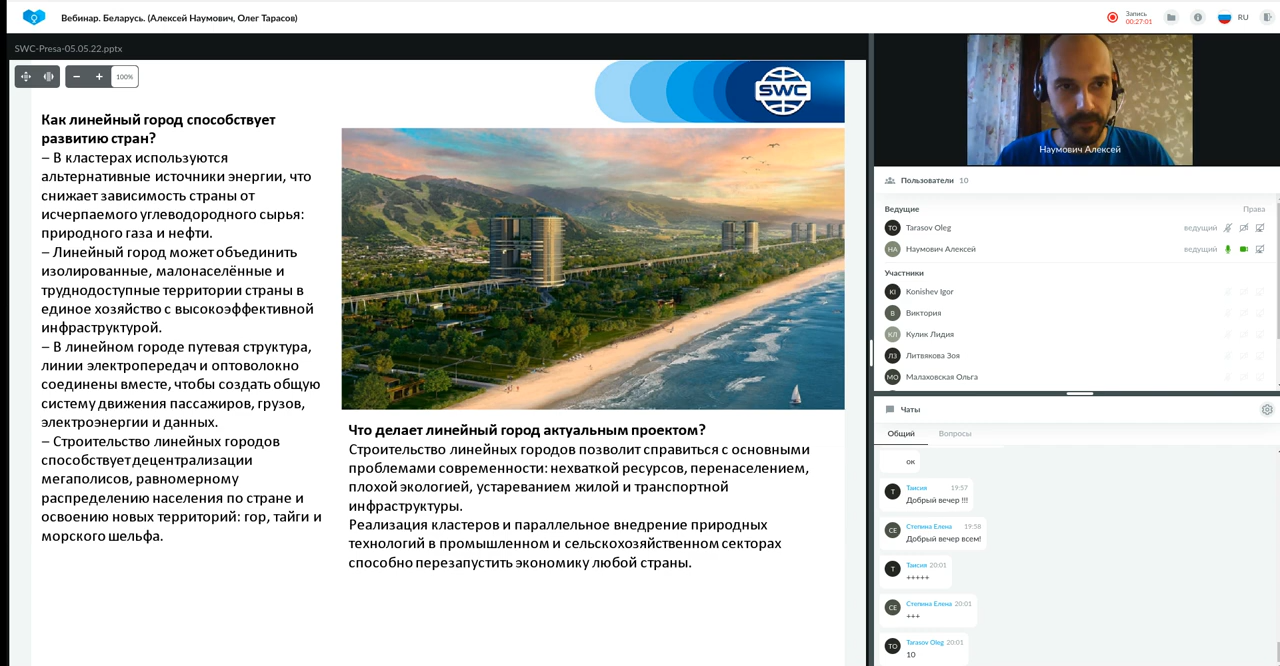 Вебинар. Беларусь. (Алексей Наумович, Олег Тарасов)
Запись
00:27:01
RU
SWC-Presa-05.05.22.pptx
100%
SWC
Как линейный город способствует
развитию стран?
– В кластерах используются
альтернативные источники энергии, что
снижает зависимость страны от
исчерпаемого углеводородного сырья:
природного газа и нефти.
– Линейный город может объединить
изолированные, малонаселённые и
труднодоступные территории страны в
единое хозяйство с высокоэффективной
инфраструктурой.
– В линейном городе путевая структура,
линии электропередач и оптоволокно
соединены вместе, чтобы создать общую
систему движения пассажиров, грузов,
электроэнергии и данных.
– Строительство линейных городов
способствует децентрализации
мегаполисов, равномерному
распределению населения по стране и
освоению новых территорий: гор, тайги и
морского шельфа.
Что делает линейный город актуальным проектом?
Строительство линейных городов позволит справиться с основными
проблемами современности: нехваткой ресурсов, перенаселением,
плохой экологией, устареванием жилой и транспортной
инфраструктуры.
Реализация кластеров и параллельное внедрение природных
технологий в промышленном и сельскохозяйственном секторах
способно перезапустить экономику любой страны.
Наумович Алексей
Пользователи 10
Ведущие Права
TO Tarasov Oleg ведущий
НА Наумович Алексей ведущий
Участники
KI Konishev Igor
В Виктория
КЛ Кулик Лидия
ЛЗ Литвякова Зоя
МО Малаховская Ольга
Чаты
Общий Вопросы
ок
Т Таисия 19:57
Добрый вечер !!!
СЕ Степина Елена 19:58
Добрый вечер всем!
Т Таисия 20:01
+++++
СЕ Степина Елена 20:01
+++
TO Tarasov Oleg 20:01
10